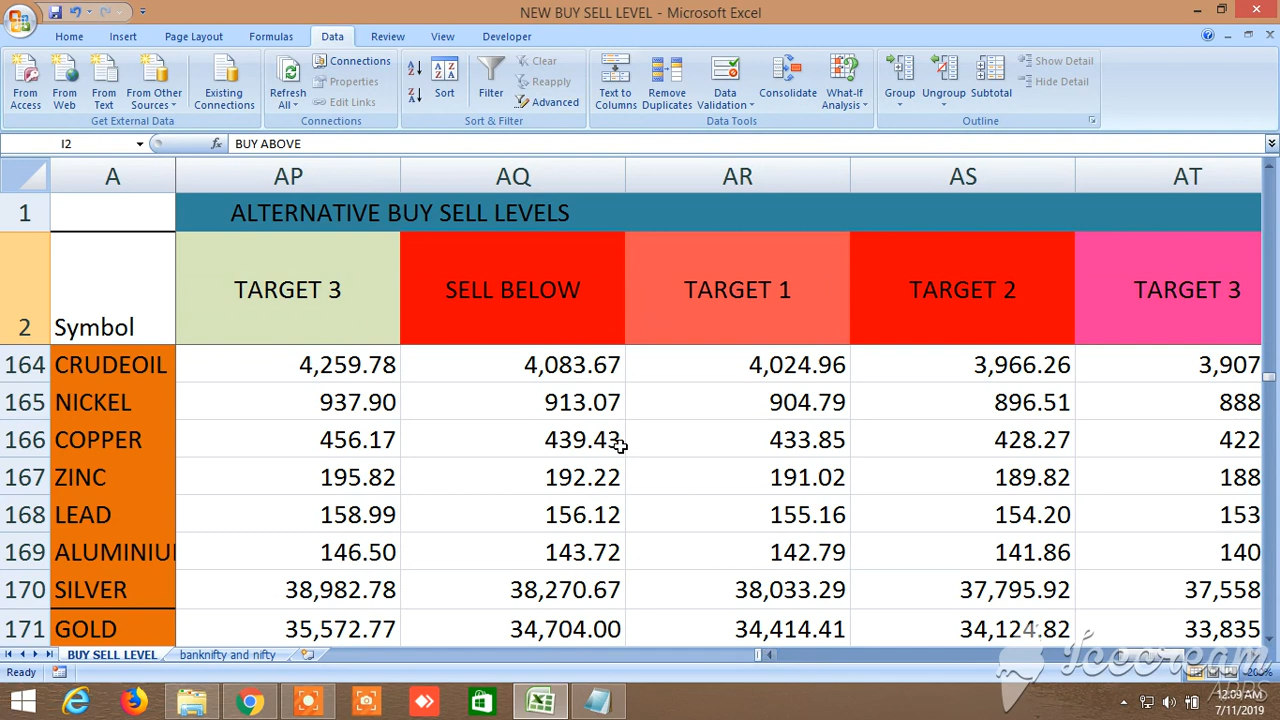 NEW BUY SELL LEVEL - Microsoft Excel
Home Insert Page Layout Formulas Data Review View Developer
From Access
From Web
From Text
From Other Sources
Existing Connections
Get External Data
Refresh All
Connections
Properties
Edit Links
Connections
Sort
Filter
Clear
Reapply
Advanced
Sort & Filter
Text to Columns
Remove Duplicates
Data Validation
Consolidate
What-If Analysis
Data Tools
Group
Ungroup
Subtotal
Show Detail
Hide Detail
Outline
I2 fx BUY ABOVE
A AP AQ AR AS AT
1 ALTERNATIVE BUY SELL LEVELS
2 Symbol TARGET 3 SELL BELOW TARGET 1 TARGET 2 TARGET 3
164 CRUDEOIL 4,259.78 4,083.67 4,024.96 3,966.26 3,907
165 NICKEL 937.90 913.07 904.79 896.51 888
166 COPPER 456.17 439.43 433.85 428.27 422
167 ZINC 195.82 192.22 191.02 189.82 188
168 LEAD 158.99 156.12 155.16 154.20 153
169 ALUMINIU 146.50 143.72 142.79 141.86 140
170 SILVER 38,982.78 38,270.67 38,033.29 37,795.92 37,558
171 GOLD 35,572.77 34,704.00 34,414.41 34,124.82 33,835
BUY SELL LEVEL banknifty and nifty
Ready 200%
Icecream
APPS
12:09 AM
7/11/2019